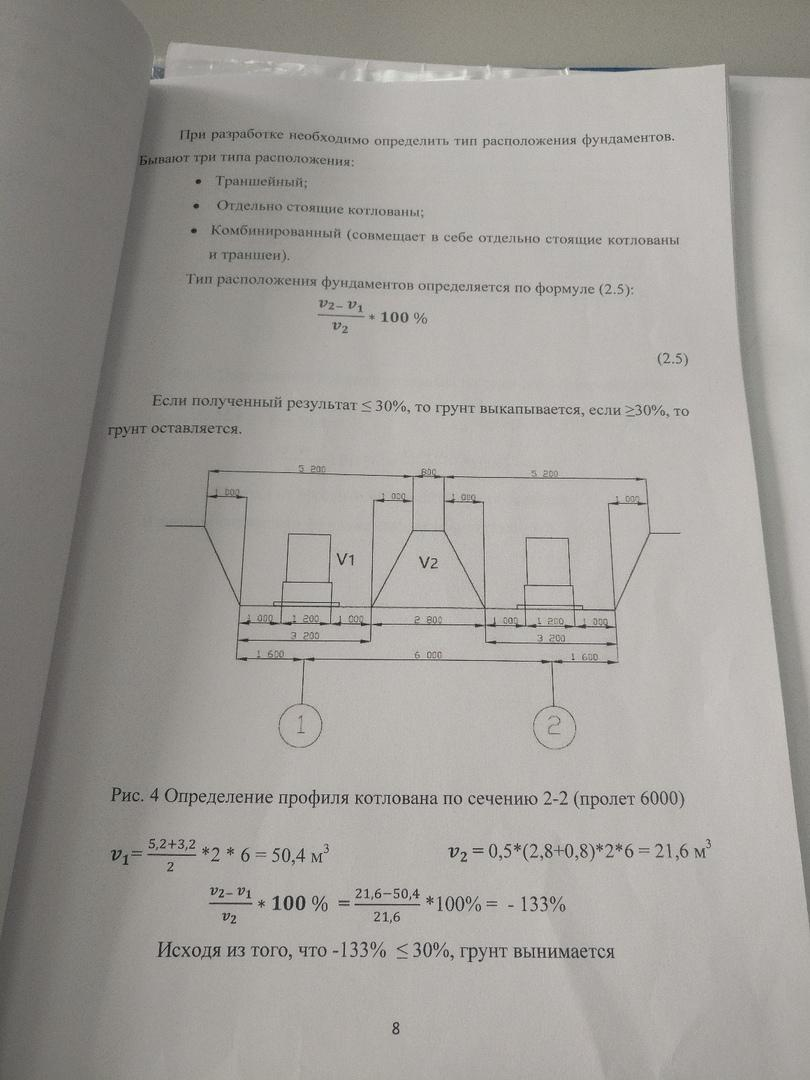 При разработке необходимо определить тип расположения фундаментов.
Бывают три типа расположения:
• Траншейный;
• Отдельно стоящие котлованы;
• Комбинированный (совмещает в себе отдельно стоящие котлованы
и траншеи).
Тип расположения фундаментов определяется по формуле (2.5):
v₂₋ v₁ / v₂ * 100 %
(2.5)
Если полученный результат ≤ 30%, то грунт выкапывается, если ≥30%, то
грунт оставляется.
5 200 800 5 200
1 000 1 000 1 000 1 000
V1 V2
1 000 1 200 1 000 2 800 1 000 1 200 1 000
3 200 3 200
1 600 6 000 1 600
1 2
Рис. 4 Определение профиля котлована по сечению 2-2 (пролет 6000)
v₁= 5,2+3,2 / 2 *2 * 6 = 50,4 м³ v₂ = 0,5*(2,8+0,8)*2*6 = 21,6 м³
v₂₋ v₁ / v₂ * 100 % = 21,6−50,4 / 21,6 *100% = - 133%
Исходя из того, что -133% ≤ 30%, грунт вынимается
8